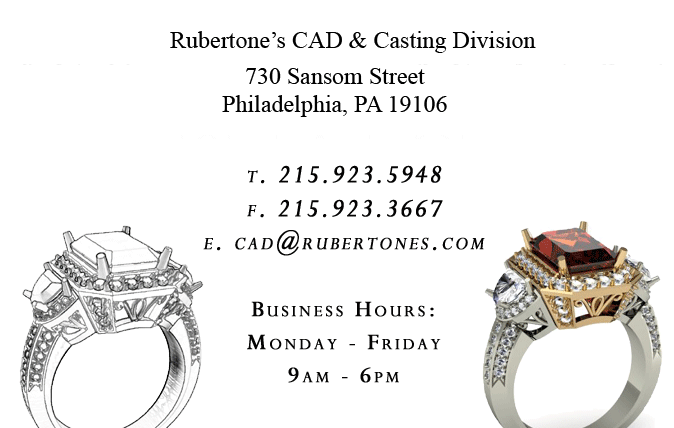 Rubertone's CAD & Casting Division
730 Sansom Street
Philadelphia, PA 19106
T. 215.923.5948
F. 215.923.3667
E. CAD@RUBERTONES.COM
BUSINESS HOURS:
MONDAY - FRIDAY
9AM - 6PM